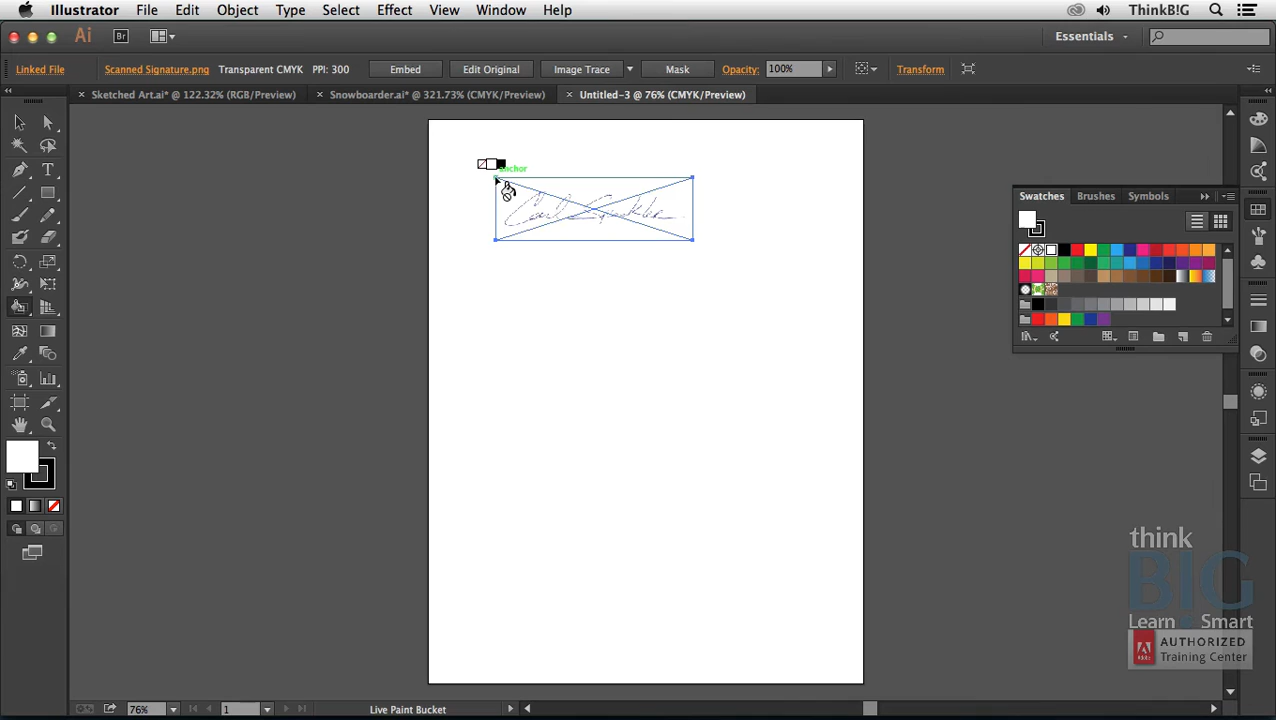 Illustrator File Edit Object Type Select Effect View Window Help ThinkB!G
Ai Br Essentials
Linked File Scanned Signature.png Transparent CMYK PPI: 300 Embed Edit Original Image Trace Mask Opacity: 100% Transform
Sketched Art.ai* @ 122.32% (RGB/Preview) Snowboarder.ai* @ 321.73% (CMYK/Preview) Untitled-3 @ 76% (CMYK/Preview)
anchor
Swatches Brushes Symbols
think
B!G
Learn Smart
AUTHORIZED
Training Center
76% 1 Live Paint Bucket